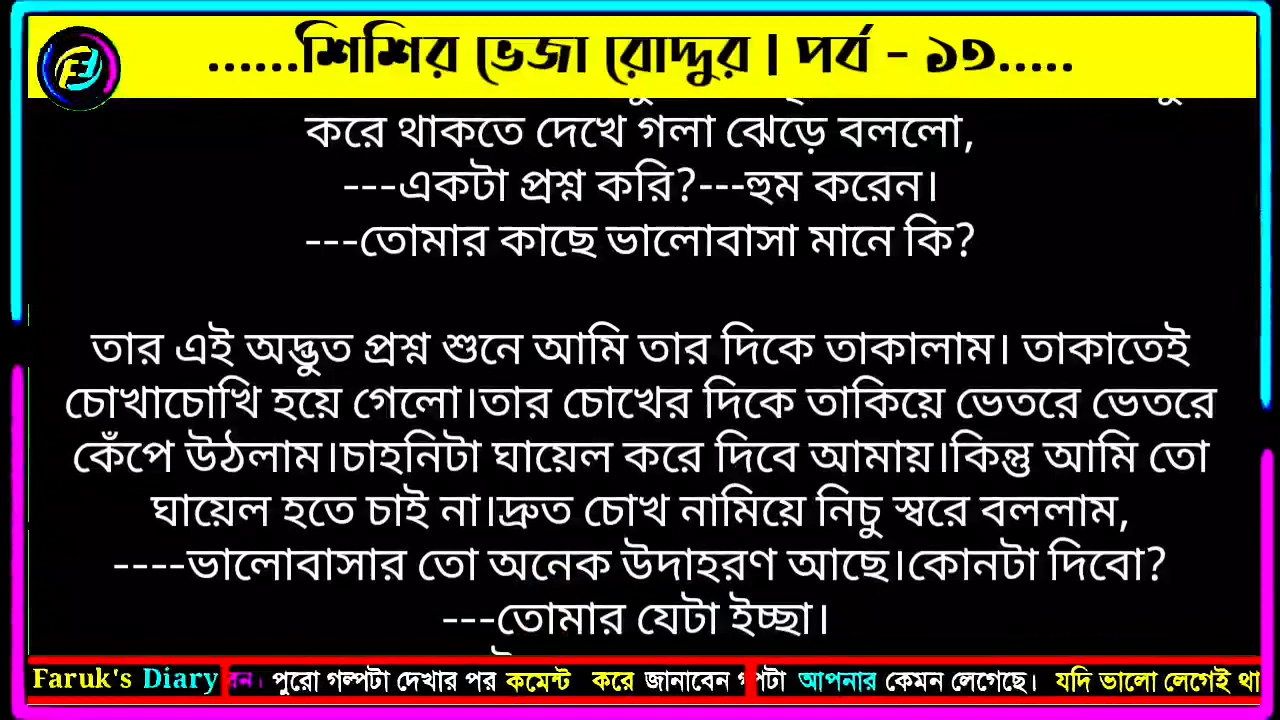 ......শিশির ভেজা রোদ্দুর | পর্ব - ১৩.....
করে থাকতে দেখে গলা ঝেড়ে বললো,
---একটা প্রশ্ন করি?---হুম করেন।
---তোমার কাছে ভালোবাসা মানে কি?
তার এই অদ্ভুত প্রশ্ন শুনে আমি তার দিকে তাকালাম। তাকাতেই
চোখাচোখি হয়ে গেলো।তার চোখের দিকে তাকিয়ে ভেতরে ভেতরে
কেঁপে উঠলাম।চাহনিটা ঘায়েল করে দিবে আমায়।কিন্তু আমি তো
ঘায়েল হতে চাই না।দ্রুত চোখ নামিয়ে নিচু স্বরে বললাম,
----ভালোবাসার তো অনেক উদাহরণ আছে।কোনটা দিবো?
---তোমার যেটা ইচ্ছা।
Faruk's Diary পুরো গল্পটা দেখার পর কমেন্ট করে জানাবেন আপনার কেমন লেগেছে। যদি ভালো লেগেই